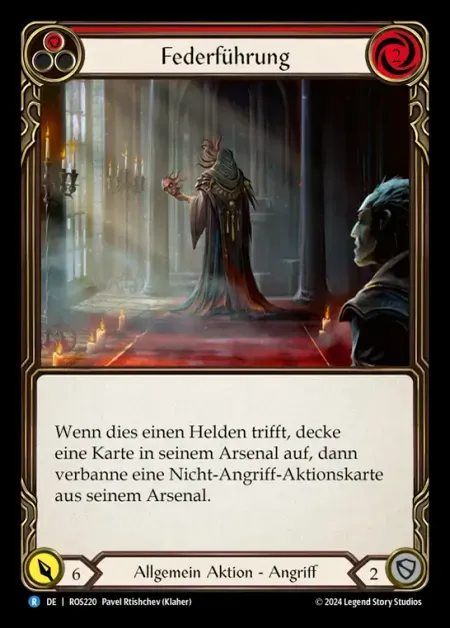 Federführung
2
Wenn dies einen Helden trifft, decke
eine Karte in seinem Arsenal auf, dann
verbanne eine Nicht-Angriff-Aktionskarte
aus seinem Arsenal.
6
Allgemein Aktion - Angriff
2
R DE | ROS220 Pavel Rtishchev (Klaher)
© 2024 Legend Story Studios